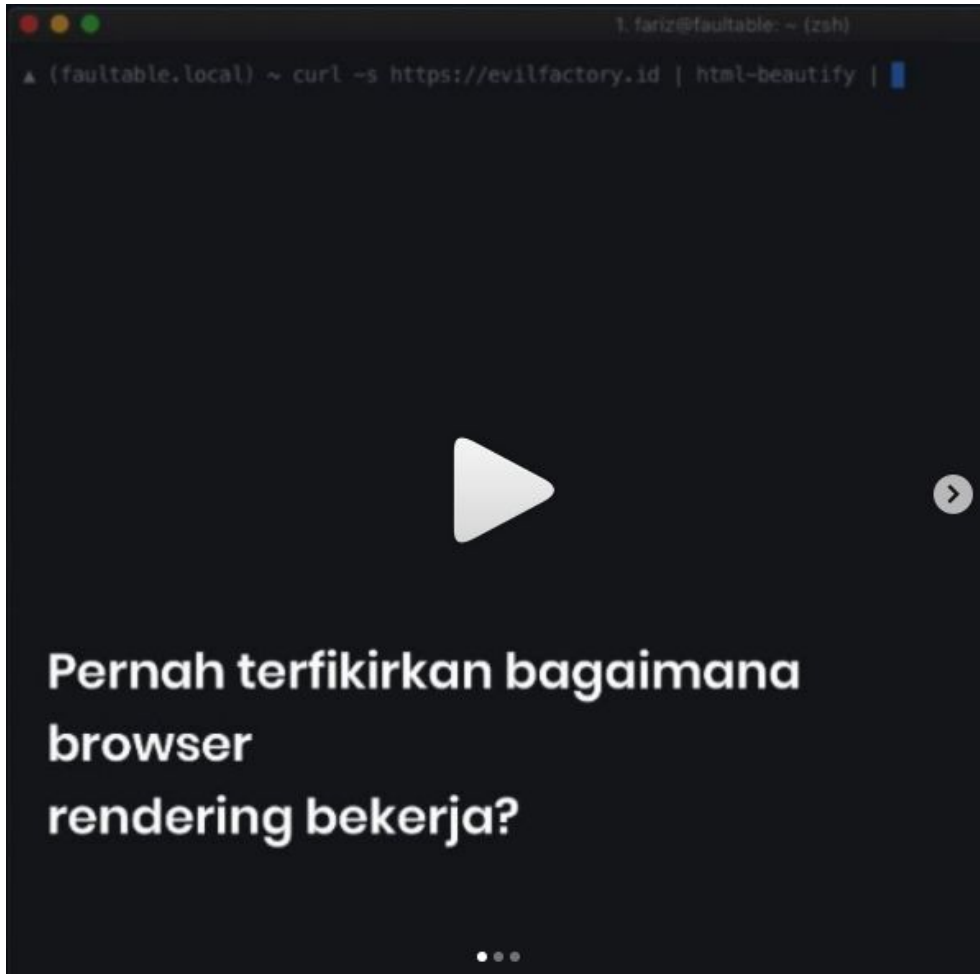 1. fariz@faultable: ~ (zsh)
▲ (faultable.local) ~ curl -s https://evilfactory.id | html-beautify |
Pernah terfikirkan bagaimana
browser
rendering bekerja?